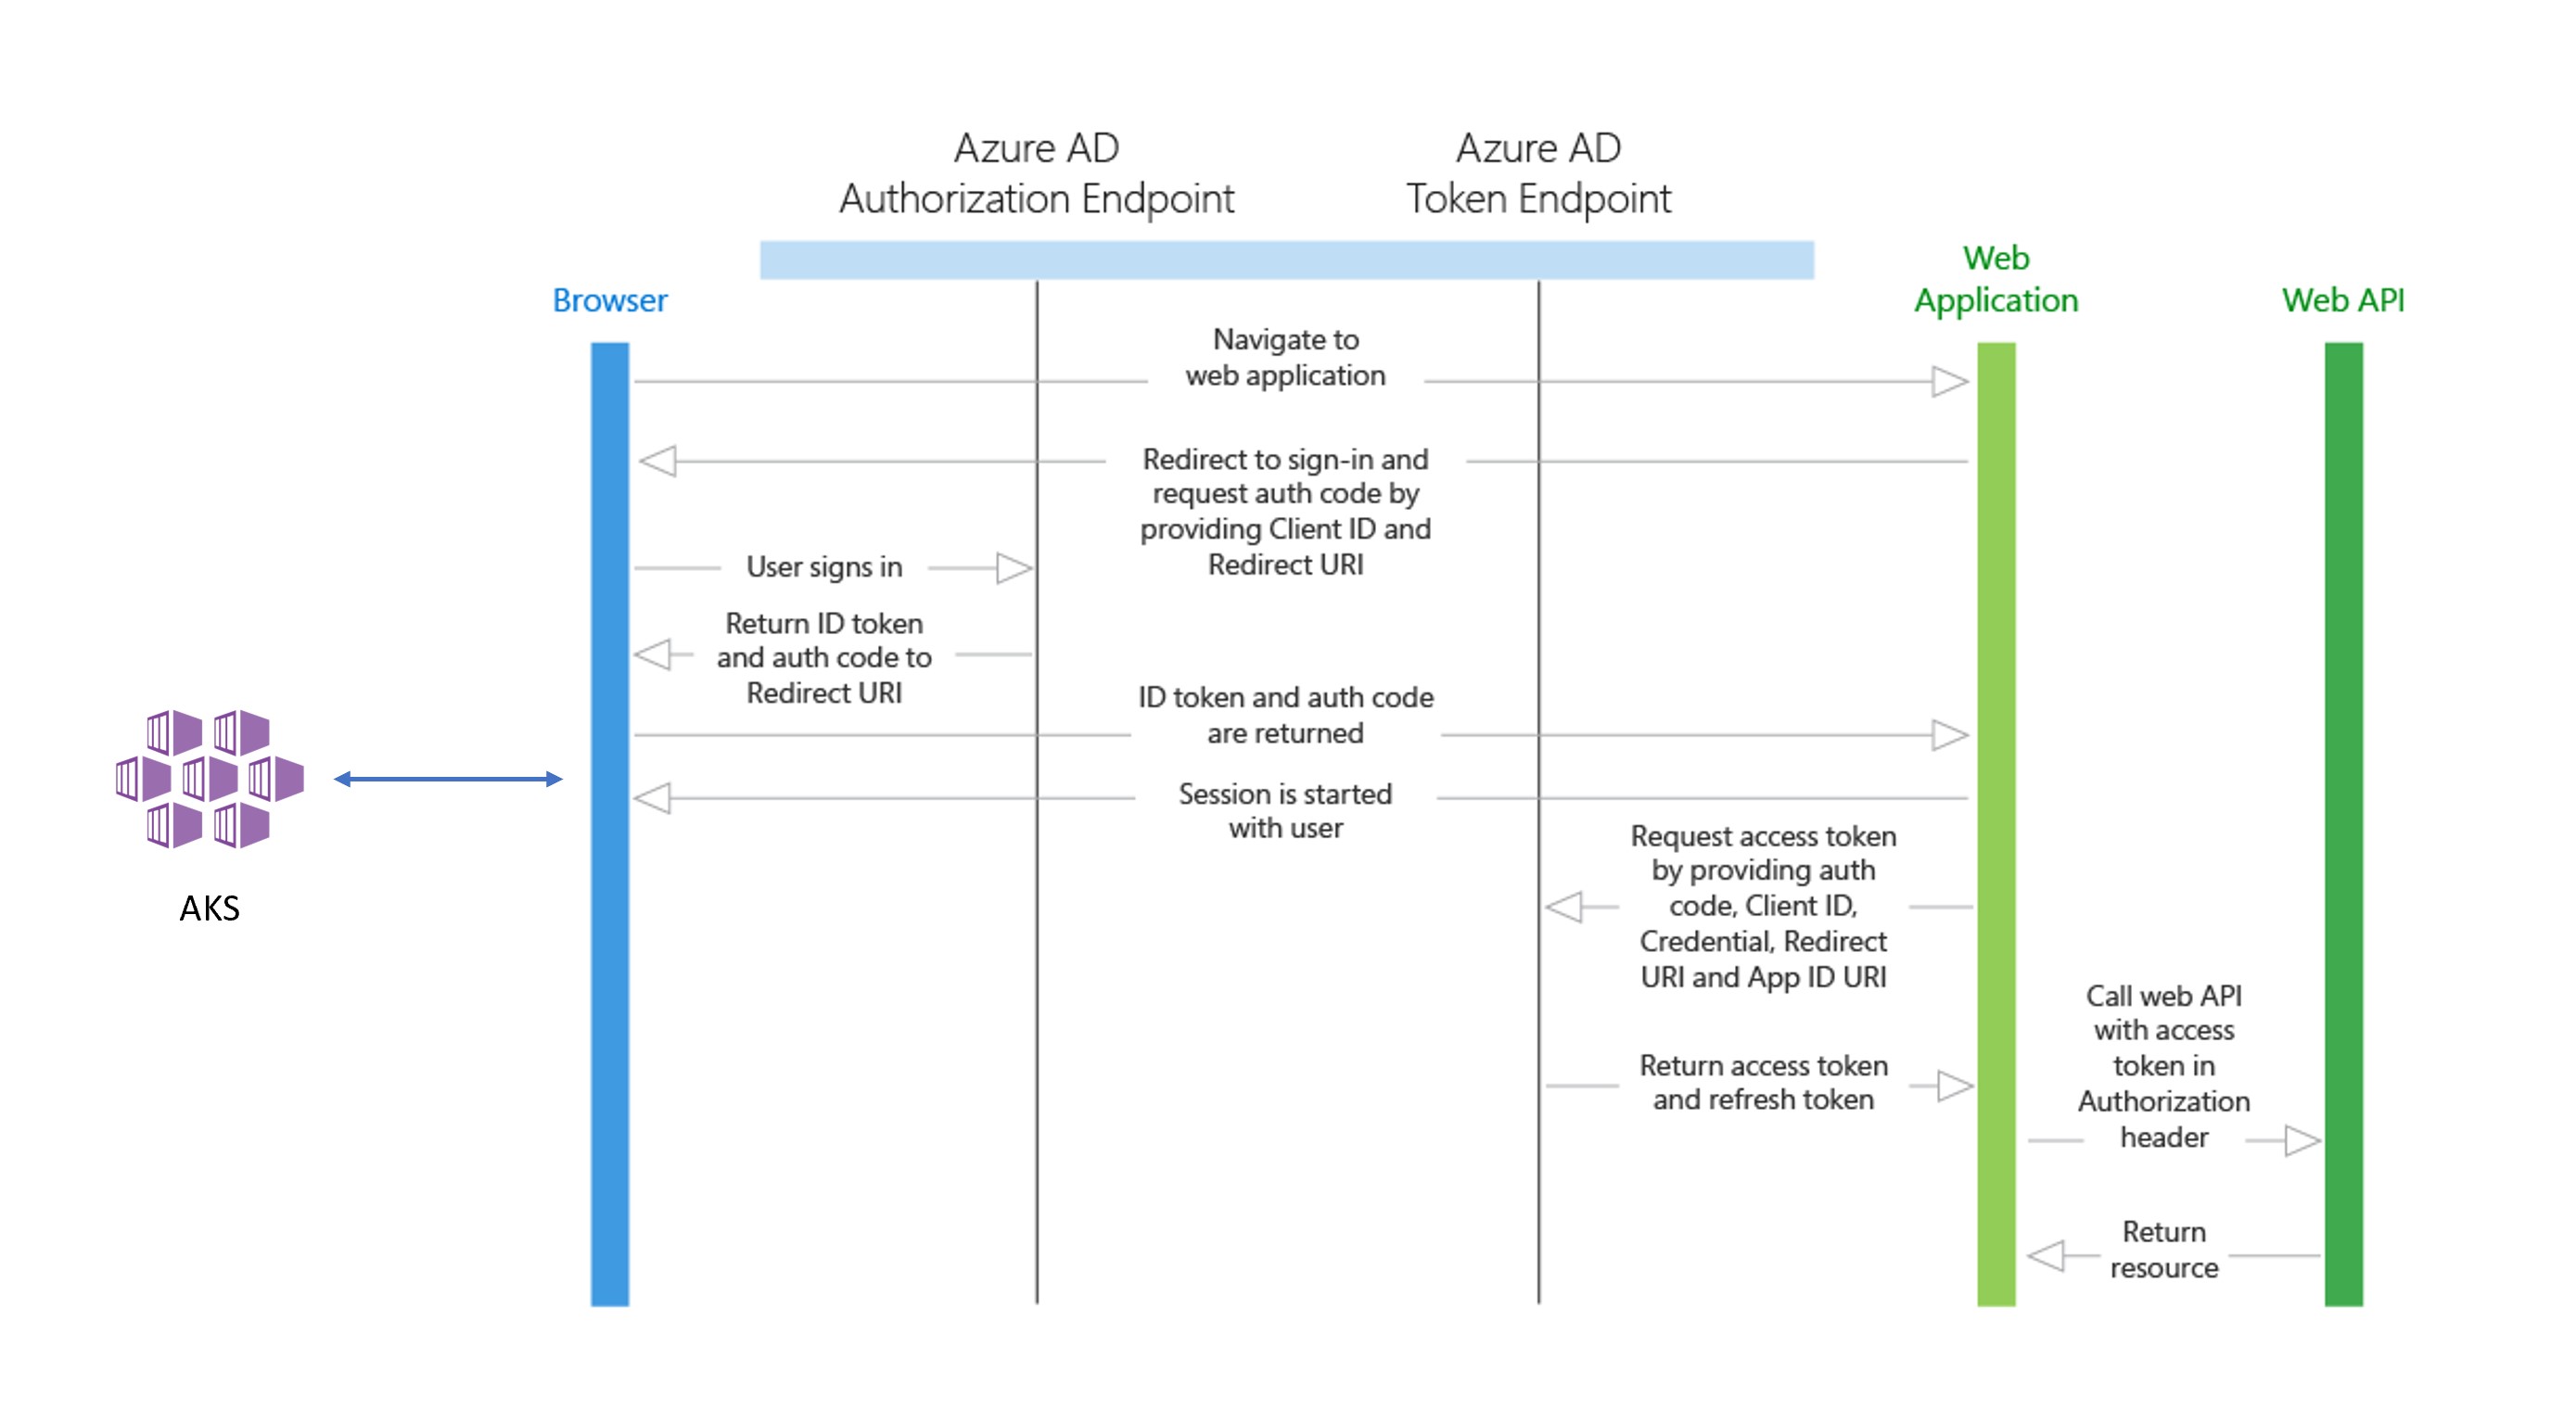 Azure AD
Authorization Endpoint
Azure AD
Token Endpoint
Browser
Web
Application
Web API
Navigate to
web application
Redirect to sign-in and
request auth code by
providing Client ID and
Redirect URI
User signs in
Return ID token
and auth code to
Redirect URI
ID token and auth code
are returned
Session is started
with user
AKS
Request access token
by providing auth
code, Client ID,
Credential, Redirect
URI and App ID URI
Return access token
and refresh token
Call web API
with access
token in
Authorization
header
Return
resource